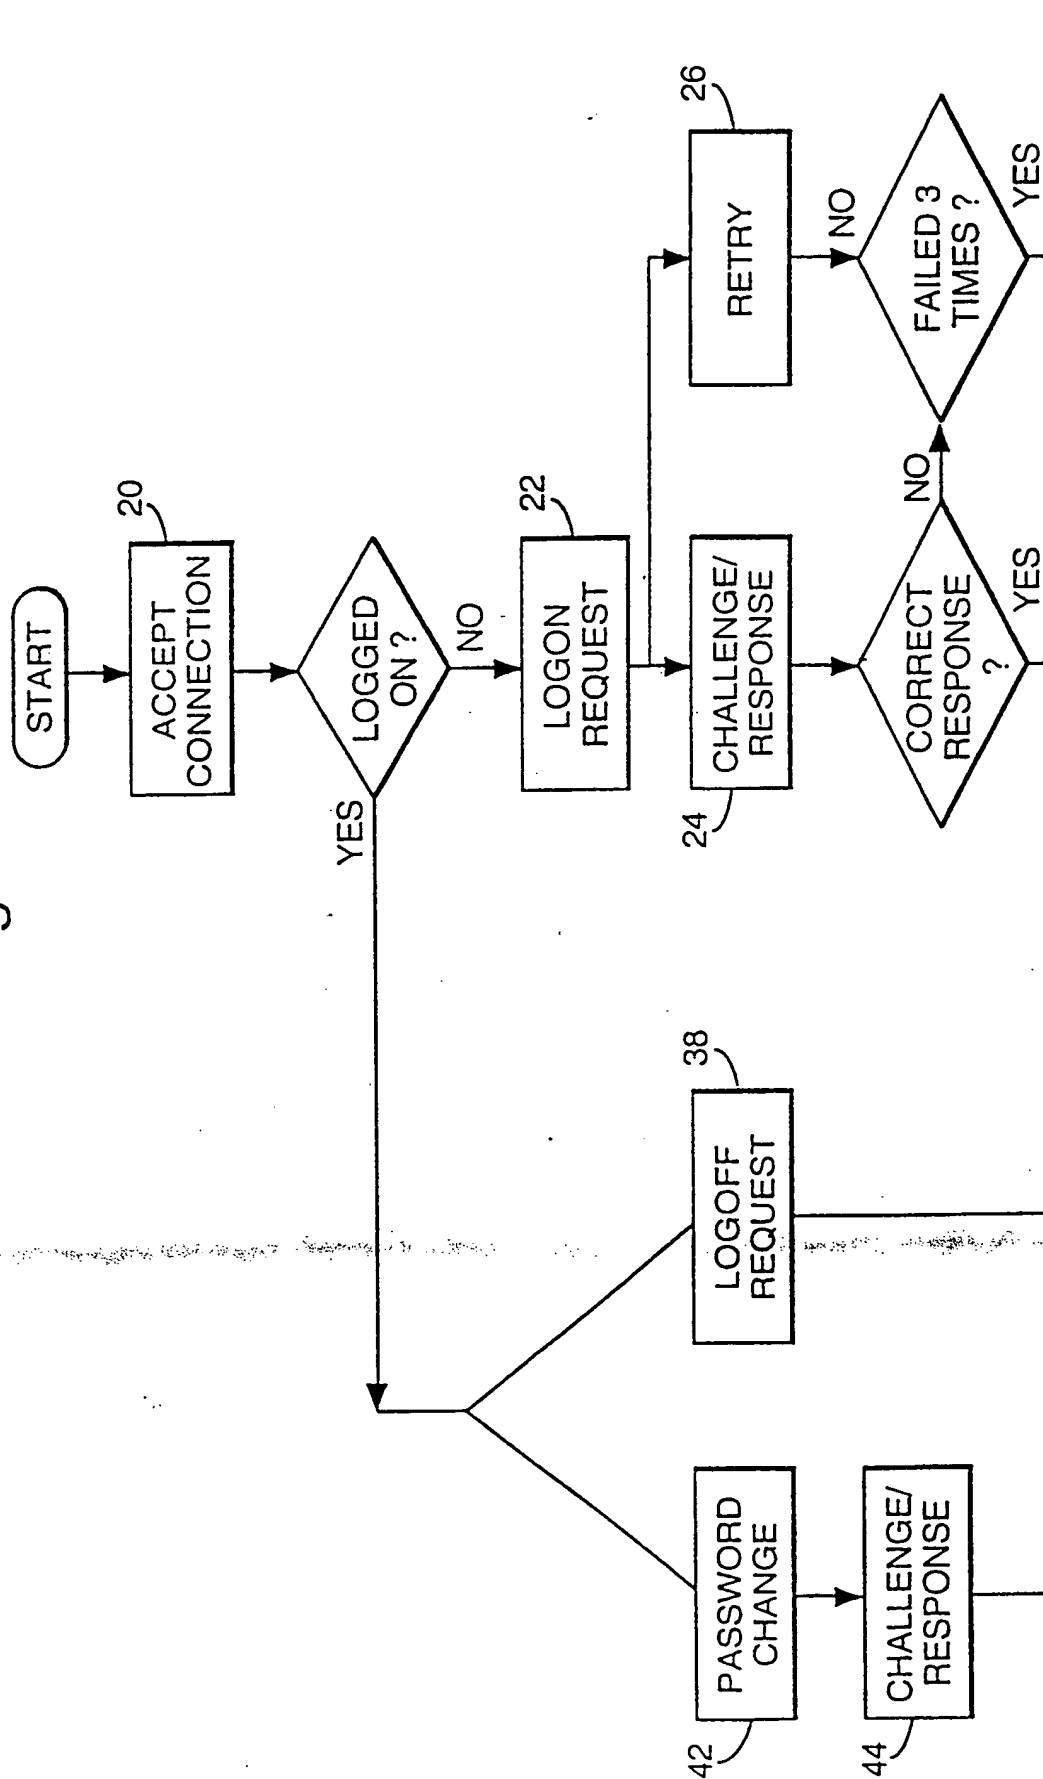 START
20
ACCEPT
CONNECTION
LOGGED
ON ?
YES
NO
22
LOGON
REQUEST
24
CHALLENGE/
RESPONSE
26
RETRY
NO
CORRECT
RESPONSE
?
NO
YES
FAILED 3
TIMES ?
YES
38
LOGOFF
REQUEST
42
PASSWORD
CHANGE
44
CHALLENGE/
RESPONSE